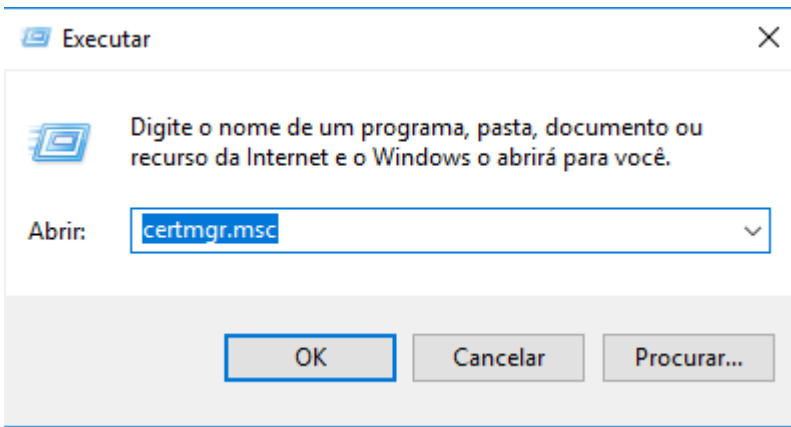 Executar
Digite o nome de um programa, pasta, documento ou
recurso da Internet e o Windows o abrirá para você.
Abrir: certmgr.msc
OK Cancelar Procurar...